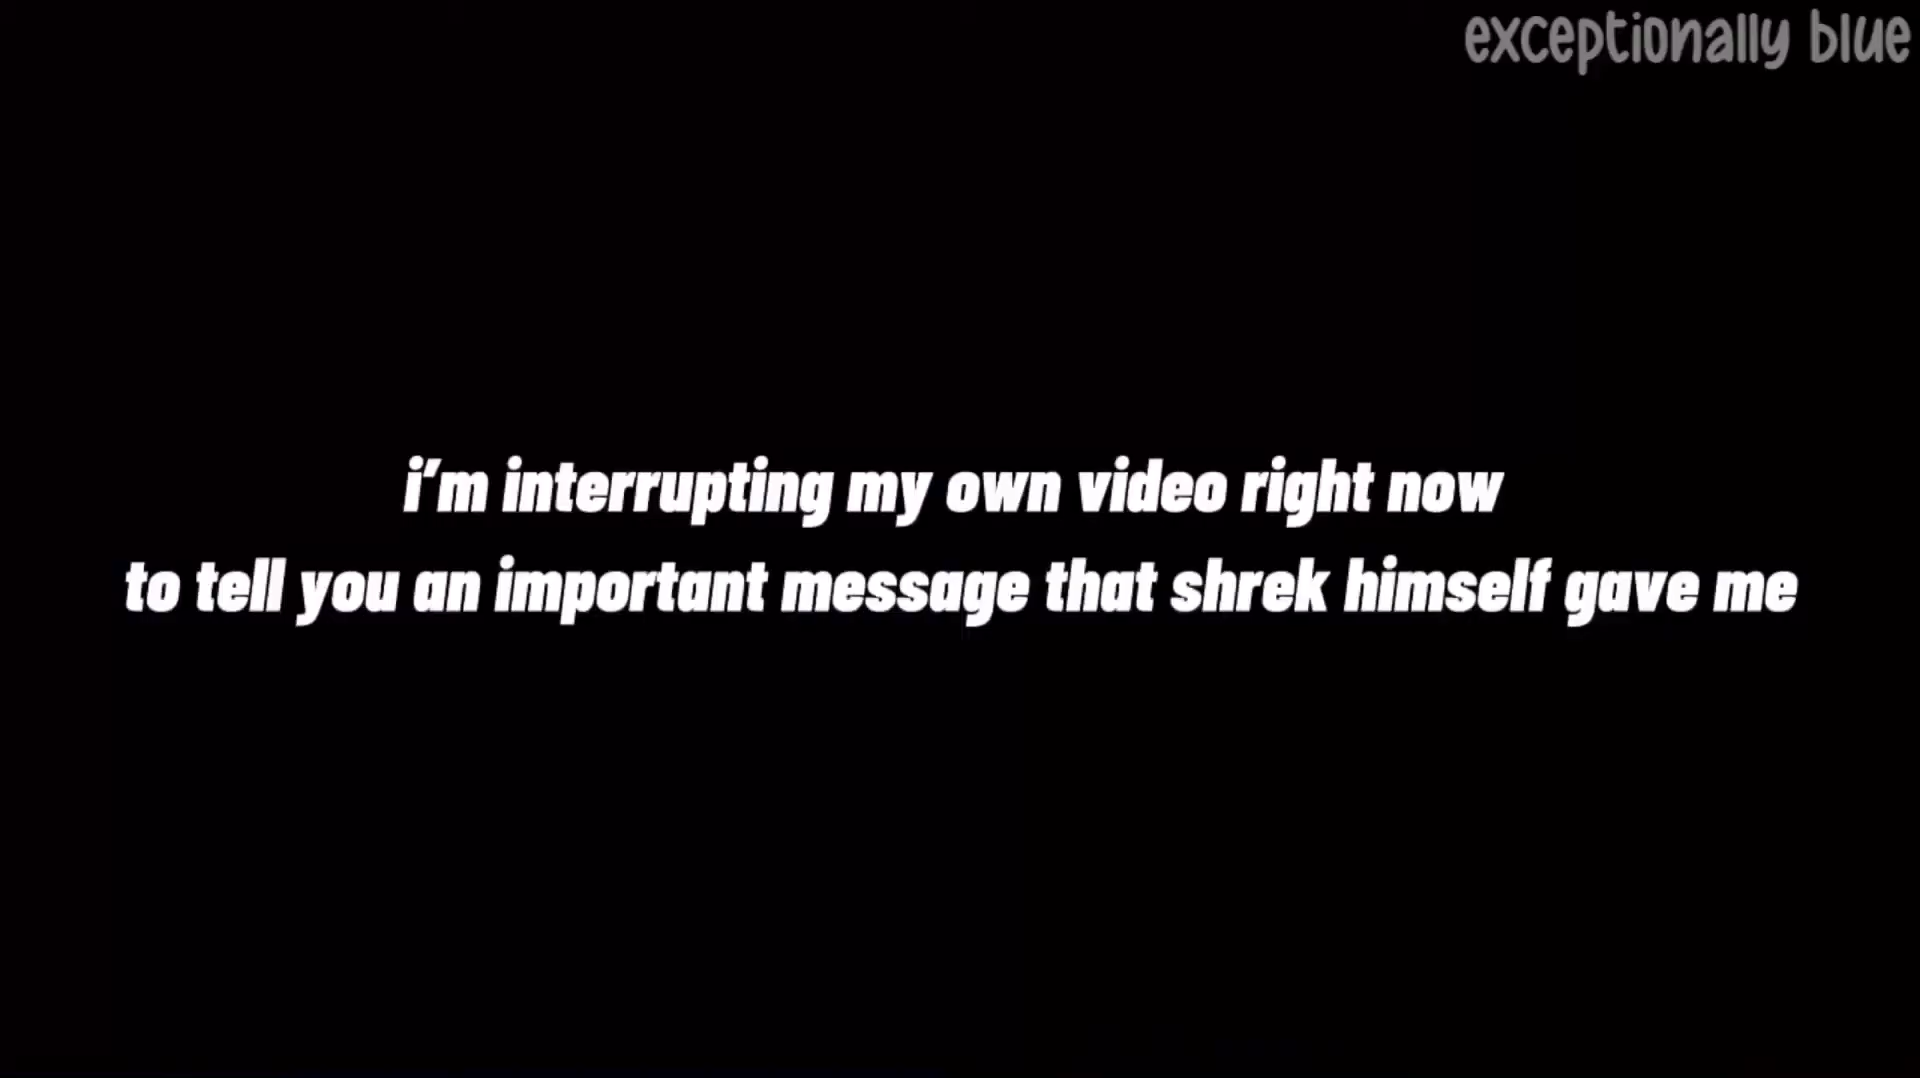 exceptionally blue
i'm interrupting my own video right now
to tell you an important message that shrek himself gave me